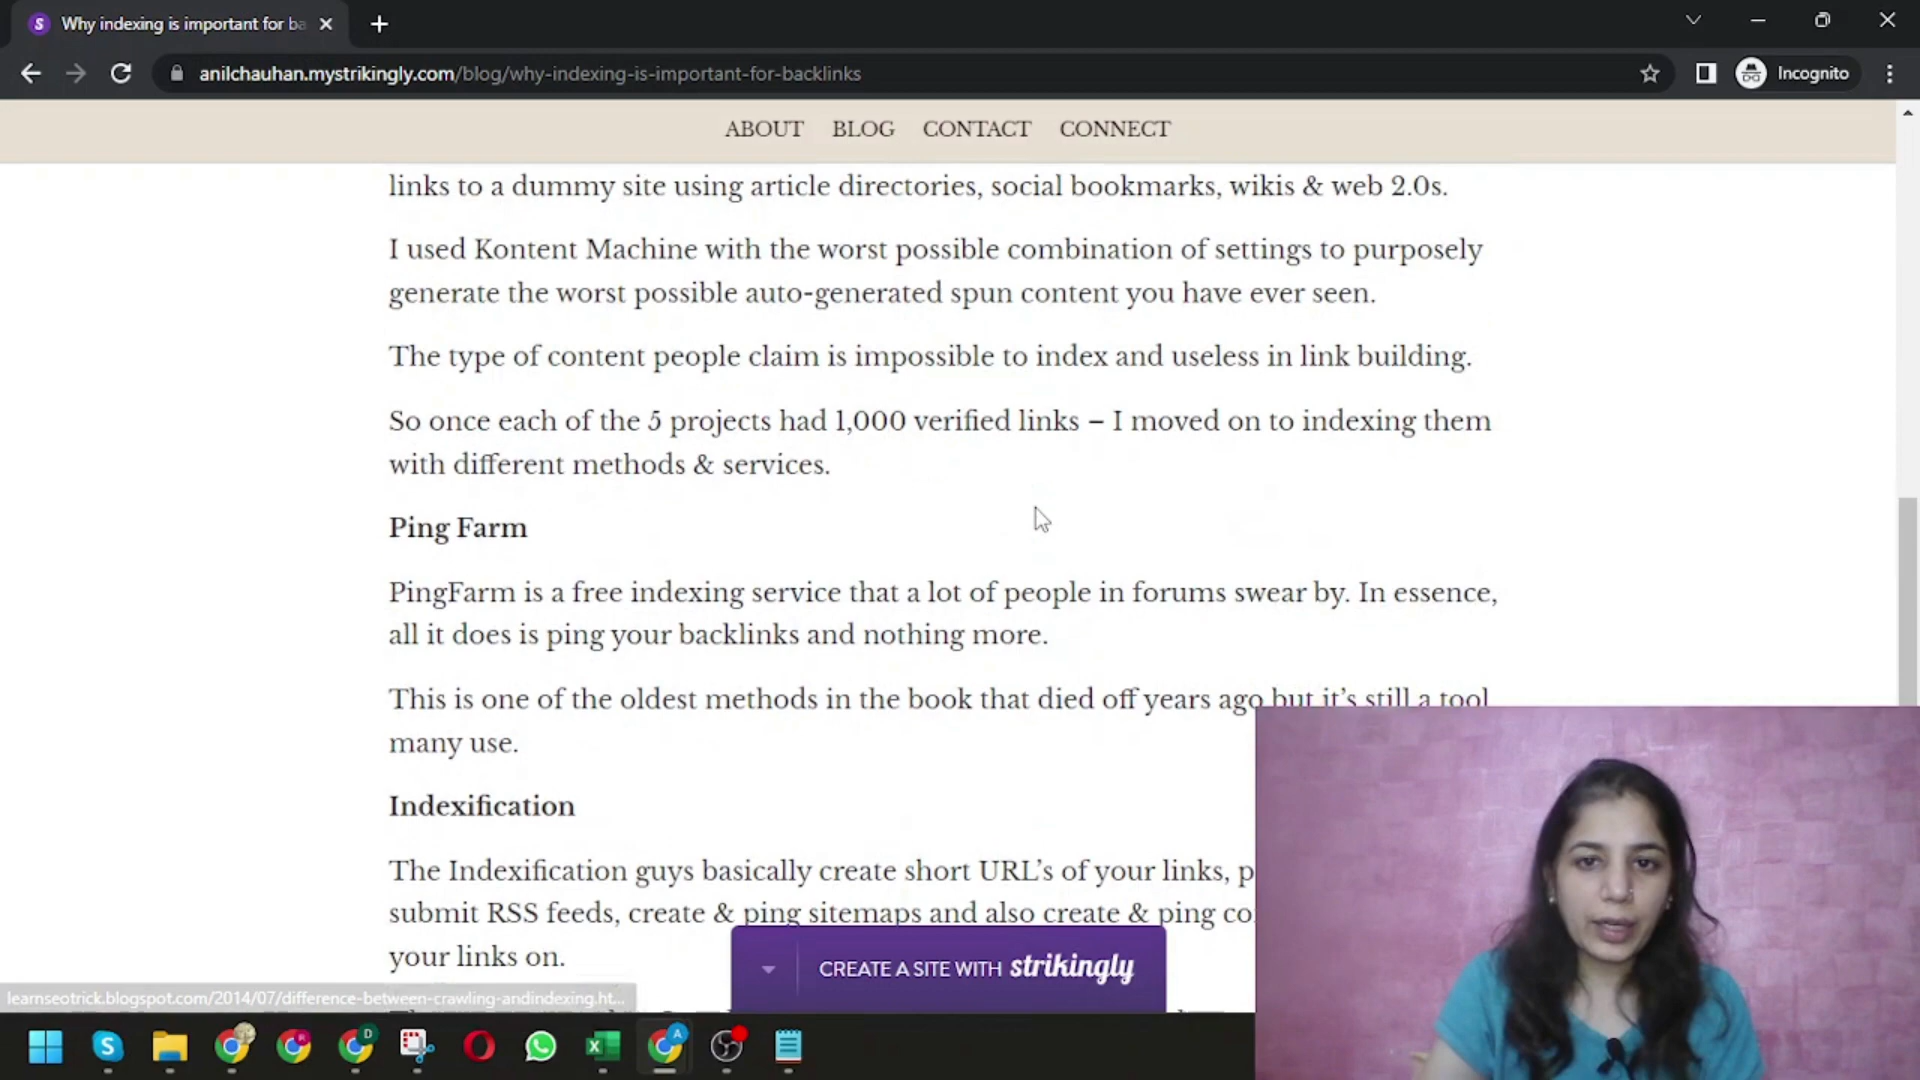 Why indexing is important for ba
anilchauhan.mystrikingly.com/blog/why-indexing-is-important-for-backlinks
Incognito
ABOUT BLOG CONTACT CONNECT
links to a dummy site using article directories, social bookmarks, wikis & web 2.0s.
I used Kontent Machine with the worst possible combination of settings to purposely
generate the worst possible auto-generated spun content you have ever seen.
The type of content people claim is impossible to index and useless in link building.
So once each of the 5 projects had 1,000 verified links – I moved on to indexing them
with different methods & services.
Ping Farm
PingFarm is a free indexing service that a lot of people in forums swear by. In essence,
all it does is ping your backlinks and nothing more.
This is one of the oldest methods in the book that died off years ago but it’s still a tool
many use.
Indexification
The Indexification guys basically create short URL’s of your links, p
submit RSS feeds, create & ping sitemaps and also create & ping co
your links on.
CREATE A SITE WITH strikingly
learnseotrick.blogspot.com/2014/07/difference-between-crawling-andindexing.ht...